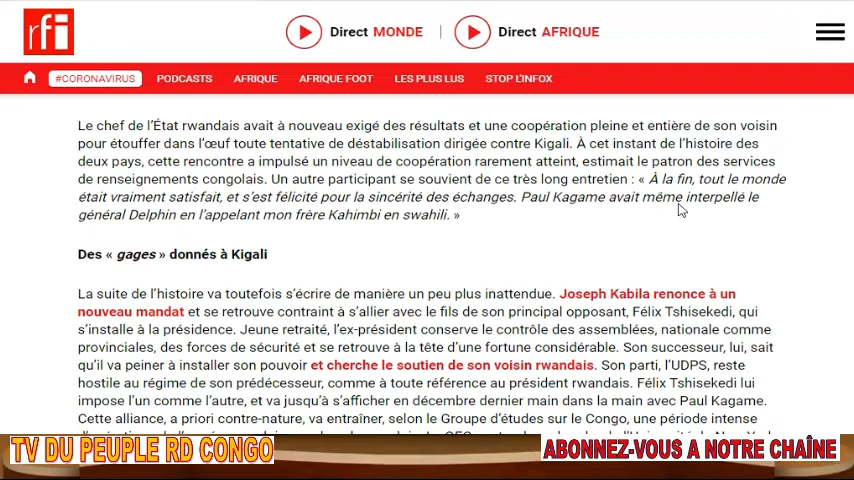 rfi
Direct MONDE
Direct AFRIQUE
#CORONAVIRUS PODCASTS AFRIQUE AFRIQUE FOOT LES PLUS LUS STOP L'INFOX
Le chef de l'État rwandais avait à nouveau exigé des résultats et une coopération pleine et entière de son voisin
pour étouffer dans l'œuf toute tentative de déstabilisation dirigée contre Kigali. À cet instant de l'histoire des
deux pays, cette rencontre a impulsé un niveau de coopération rarement atteint, estimait le patron des services
de renseignements congolais. Un autre participant se souvient de ce très long entretien : « À la fin, tout le monde
était vraiment satisfait, et s'est félicité pour la sincérité des échanges. Paul Kagame avait même interpellé le
général Delphin en l'appelant mon frère Kahimbi en swahili. »
Des « gages » donnés à Kigali
La suite de l'histoire va toutefois s'écrire de manière un peu plus inattendue. Joseph Kabila renonce à un
nouveau mandat et se retrouve contraint à s'allier avec le fils de son principal opposant, Félix Tshisekedi, qui
s'installe à la présidence. Jeune retraité, l'ex-président conserve le contrôle des assemblées, nationale comme
provinciales, des forces de sécurité et se retrouve à la tête d'une fortune considérable. Son successeur, lui, sait
qu'il va peiner à installer son pouvoir et cherche le soutien de son voisin rwandais. Son parti, l'UDPS, reste
hostile au régime de son prédécesseur, comme à toute référence au président rwandais. Félix Tshisekedi lui
impose l'un comme l'autre, et va jusqu'à s'afficher en décembre dernier main dans la main avec Paul Kagame.
Cette alliance, a priori contre-nature, va entraîner, selon le Groupe d'études sur le Congo, une période intense
TV DU PEUPLE RD CONGO
ABONNEZ-VOUS A NOTRE CHAÎNE